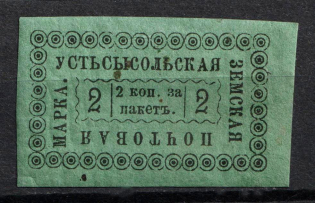 УСТЬСЫСОЛЬСКАЯ
ЗЕМСКАЯ
ПОЧТОВАЯ
МАРКА.
2 2 коп. за 2
пакетъ.